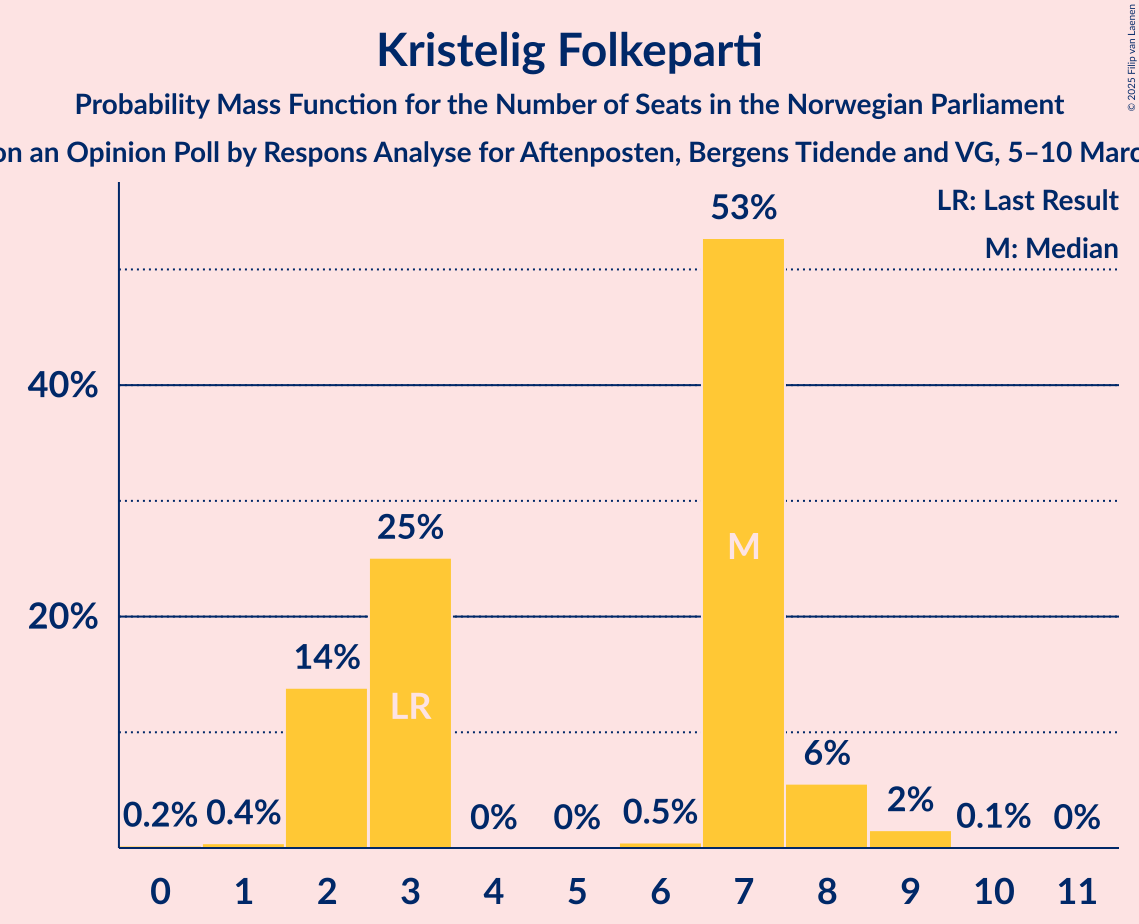 Kristelig Folkeparti
Probability Mass Function for the Number of Seats in the Norwegian Parliament
on an Opinion Poll by Respons Analyse for Aftenposten, Bergens Tidende and VG, 5–10
© 2025 Filip van Laenen
LR: Last Result
M: Median
53%
40%
25%
M
20%
14%
LR
6%
0.2% 0.4% 0% 0% 0.5% 2% 0.1% 0%
0 1 2 3 4 5 6 7 8 9 10 11